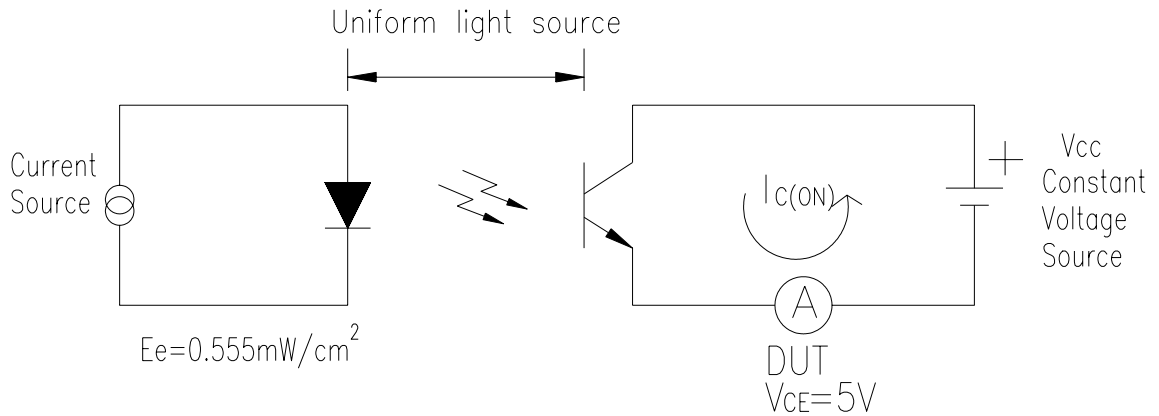 Uniform light source
Current
Source
IC(ON)
+
Vcc
Constant
Voltage
Source
A
Ee=0.555mW/cm²
DUT
VCE=5V